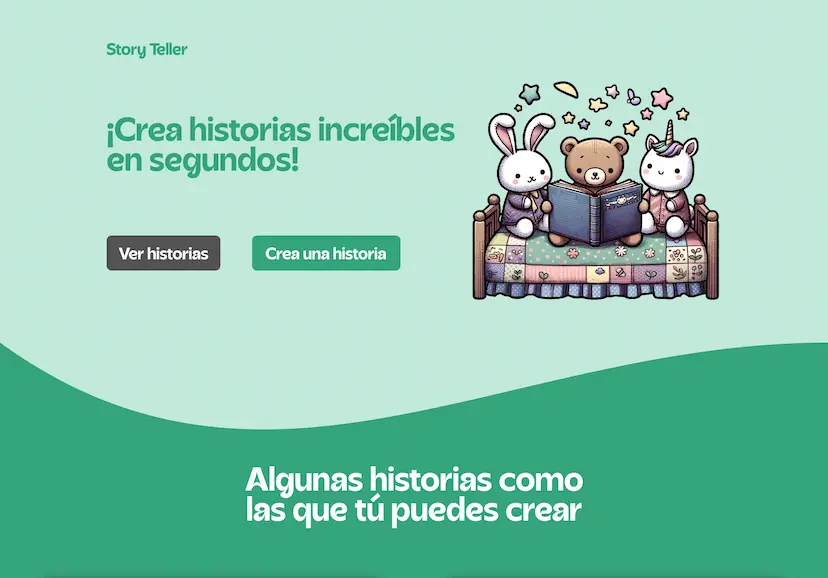 Story Teller
¡Crea historias increíbles
en segundos!
Ver historias
Crea una historia
Algunas historias como
las que tú puedes crear